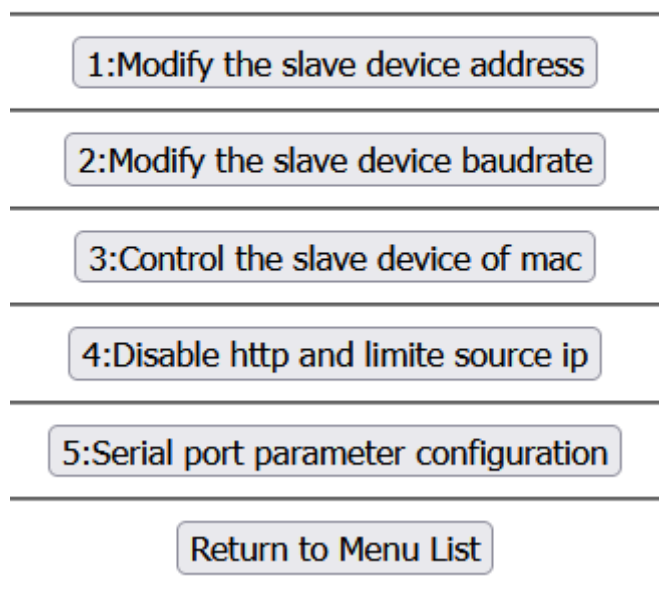 1:Modify the slave device address
2:Modify the slave device baudrate
3:Control the slave device of mac
4:Disable http and limite source ip
5:Serial port parameter configuration
Return to Menu List